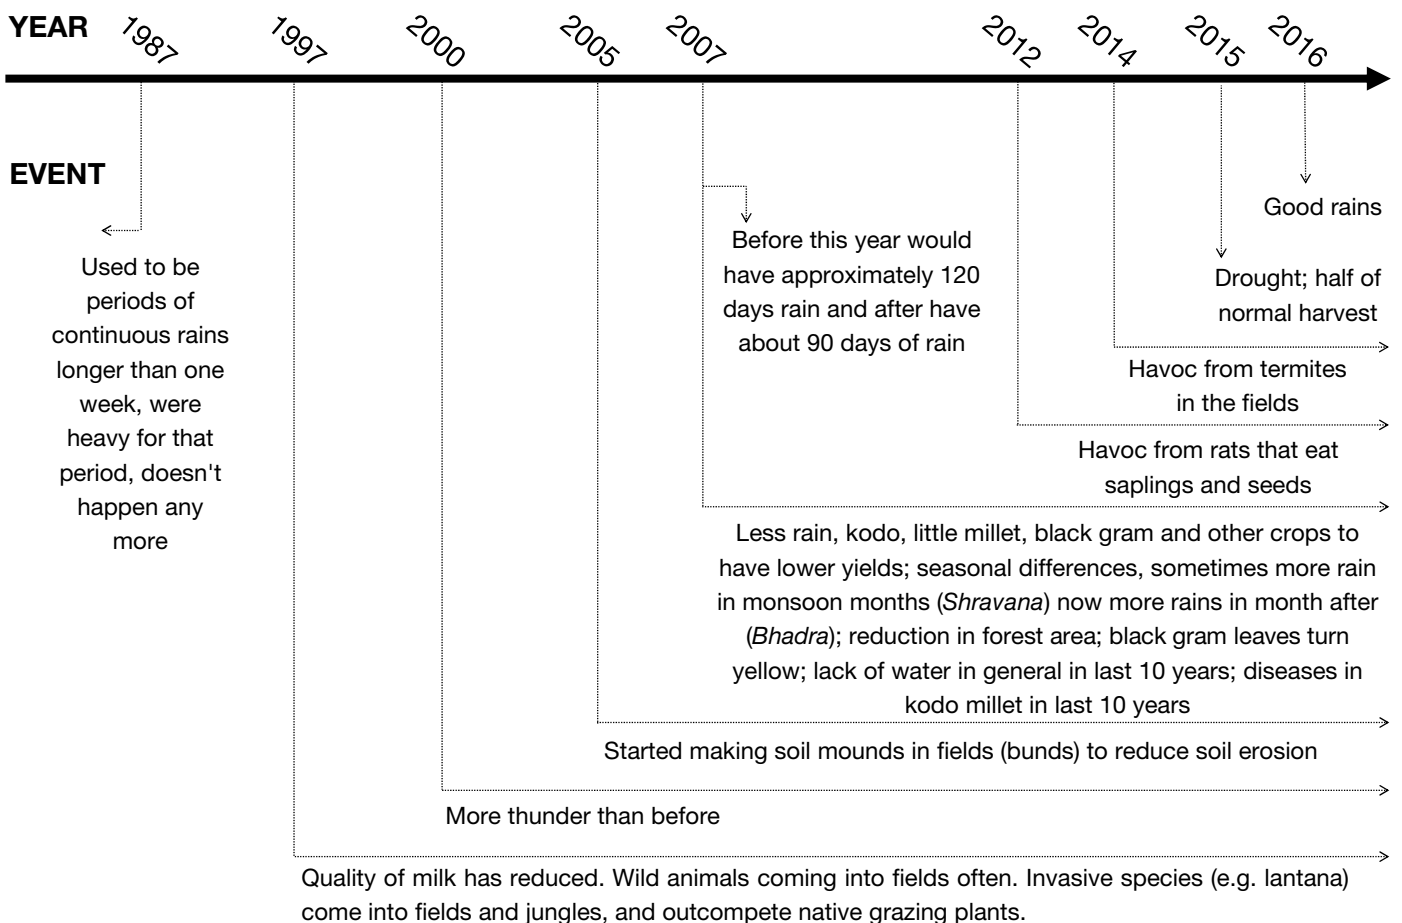 YEAR 1987 1997 2000 2005 2007 2012 2014 2015 2016
EVENT
Used to be
periods of
continuous rains
longer than one
week, were
heavy for that
period, doesn't
happen any
more
Before this year would
have approximately 120
days rain and after have
about 90 days of rain
Good rains
Drought; half of
normal harvest
Havoc from termites
in the fields
Havoc from rats that eat
saplings and seeds
Less rain, kodo, little millet, black gram and other crops to
have lower yields; seasonal differences, sometimes more rain
in monsoon months (Shravana) now more rains in month after
(Bhadra); reduction in forest area; black gram leaves turn
yellow; lack of water in general in last 10 years; diseases in
kodo millet in last 10 years
Started making soil mounds in fields (bunds) to reduce soil erosion
More thunder than before
Quality of milk has reduced. Wild animals coming into fields often. Invasive species (e.g. lantana)
come into fields and jungles, and outcompete native grazing plants.